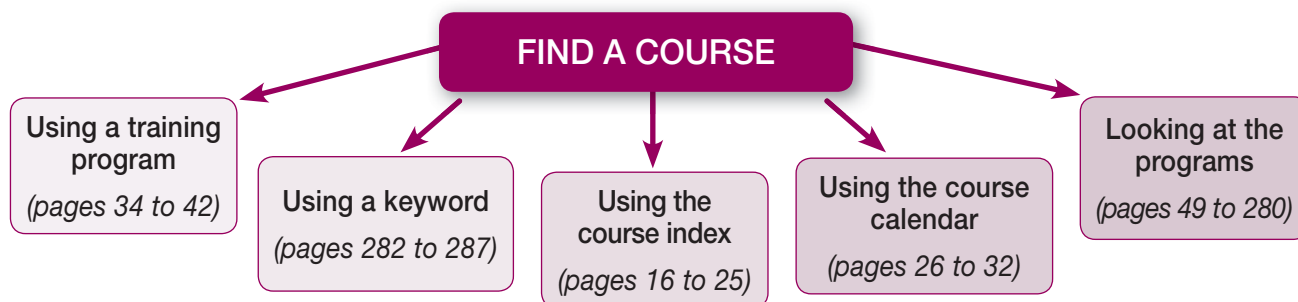 FIND A COURSE
Using a training
program
(pages 34 to 42)
Using a keyword
(pages 282 to 287)
Using the
course index
(pages 16 to 25)
Using the course
calendar
(pages 26 to 32)
Looking at the
programs
(pages 49 to 280)